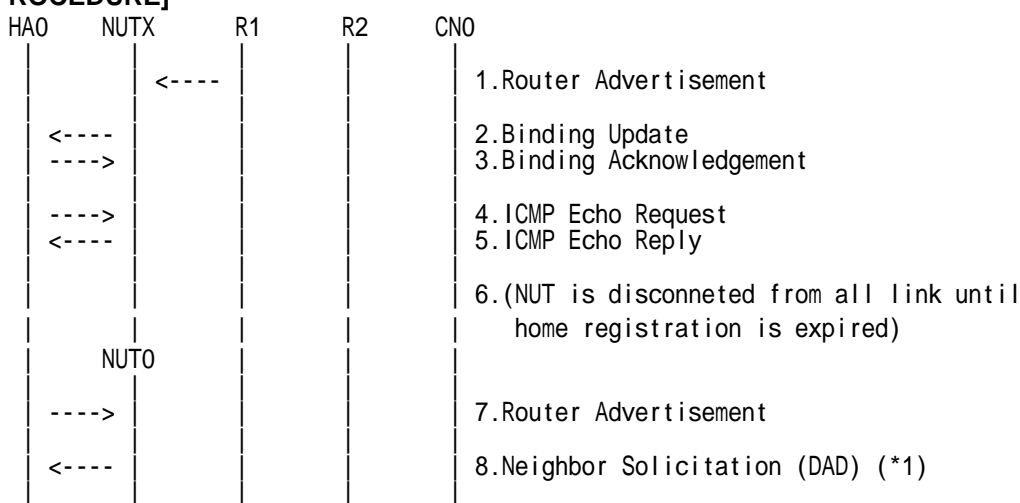 ROCEDURE]
HA0 NUTX R1 R2 CN0
<---- 1.Router Advertisement
<---- 2.Binding Update
----> 3.Binding Acknowledgement
----> 4.ICMP Echo Request
<---- 5.ICMP Echo Reply
6.(NUT is disconneted from all link until
home registration is expired)
NUT0
----> 7.Router Advertisement
<---- 8.Neighbor Solicitation (DAD) (*1)